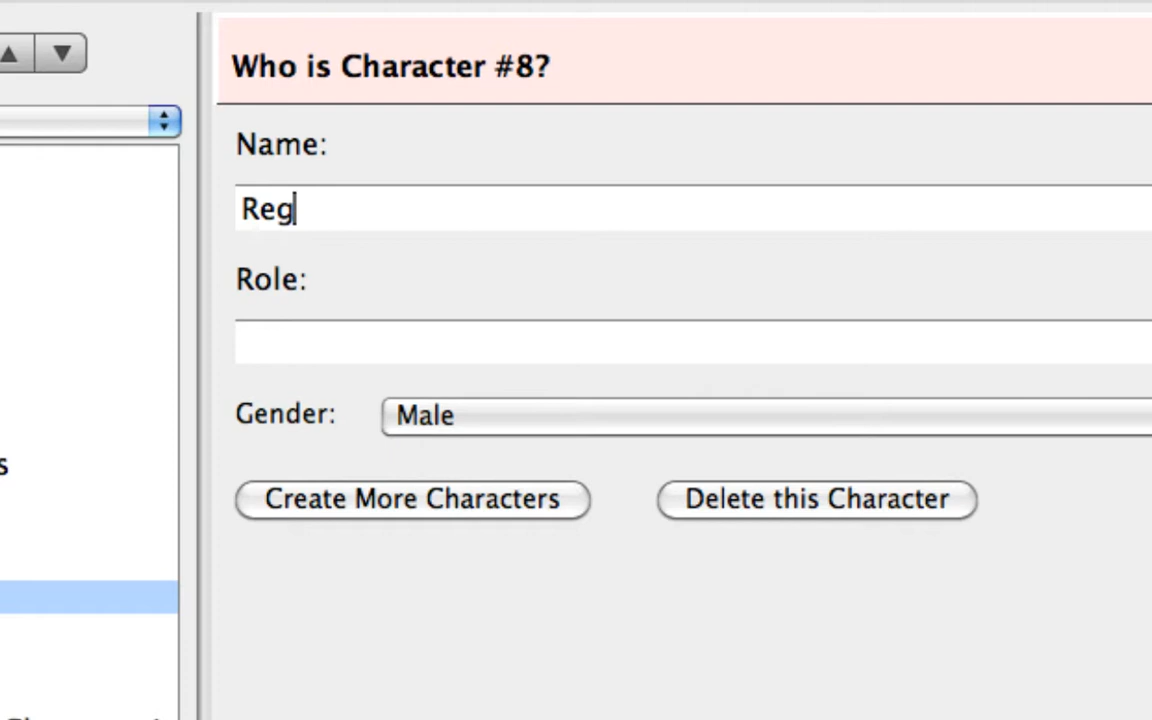 Who is Character #8?
Name:
Reg
Role:
Gender: Male
s
Create More Characters Delete this Character